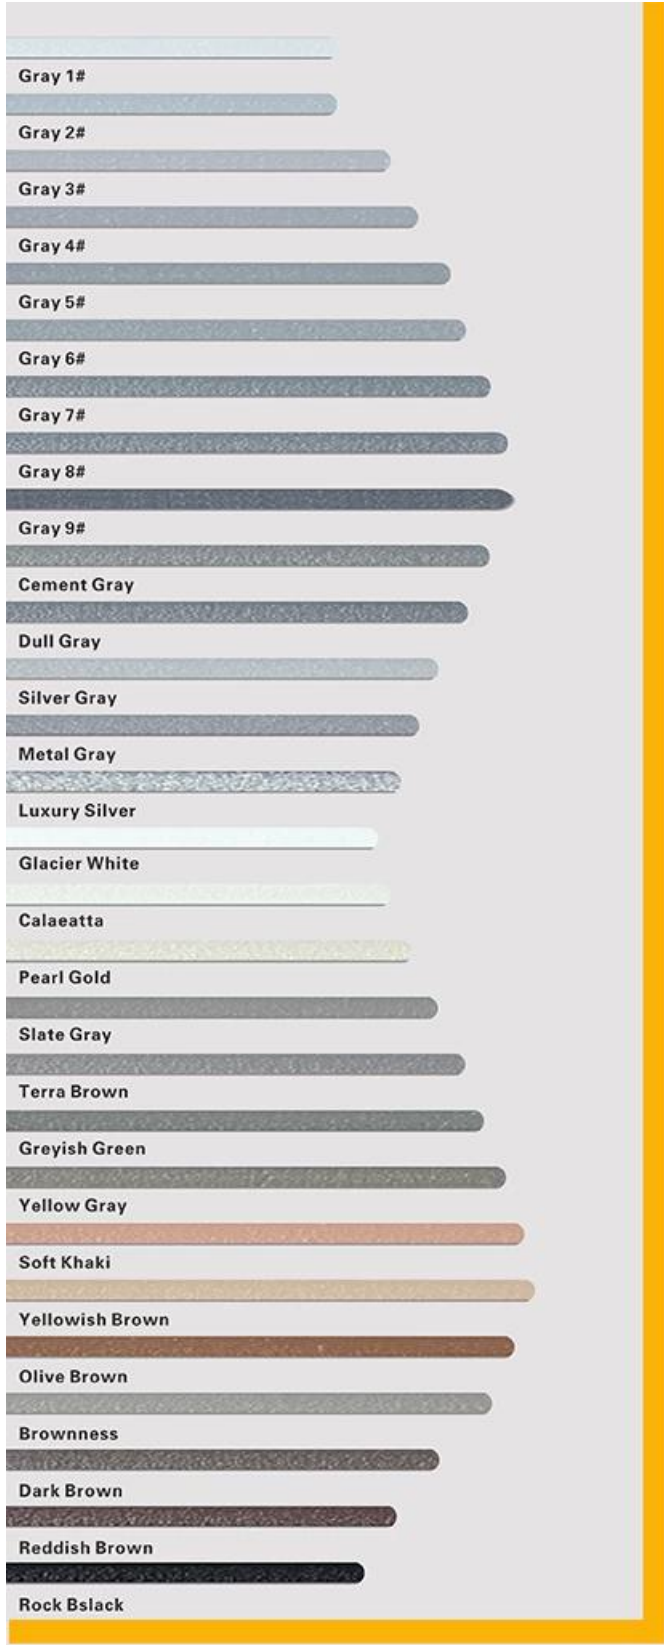 Gray 1#
Gray 2#
Gray 3#
Gray 4#
Gray 5#
Gray 6#
Gray 7#
Gray 8#
Gray 9#
Cement Gray
Dull Gray
Silver Gray
Metal Gray
Luxury Silver
Glacier White
Calaeatta
Pearl Gold
Slate Gray
Terra Brown
Greyish Green
Yellow Gray
Soft Khaki
Yellowish Brown
Olive Brown
Brownness
Dark Brown
Reddish Brown
Rock Bslack